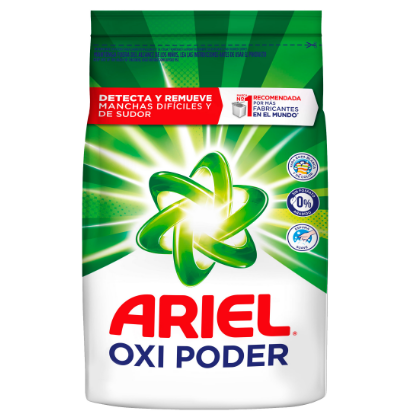 DETECTA Y REMUEVE
MANCHAS DIFÍCILES Y
DE SUDOR
Nº1
RECOMENDADA
POR MÁS
FABRICANTES
EN EL MUNDO*
0%
ARIEL
OXI PODER